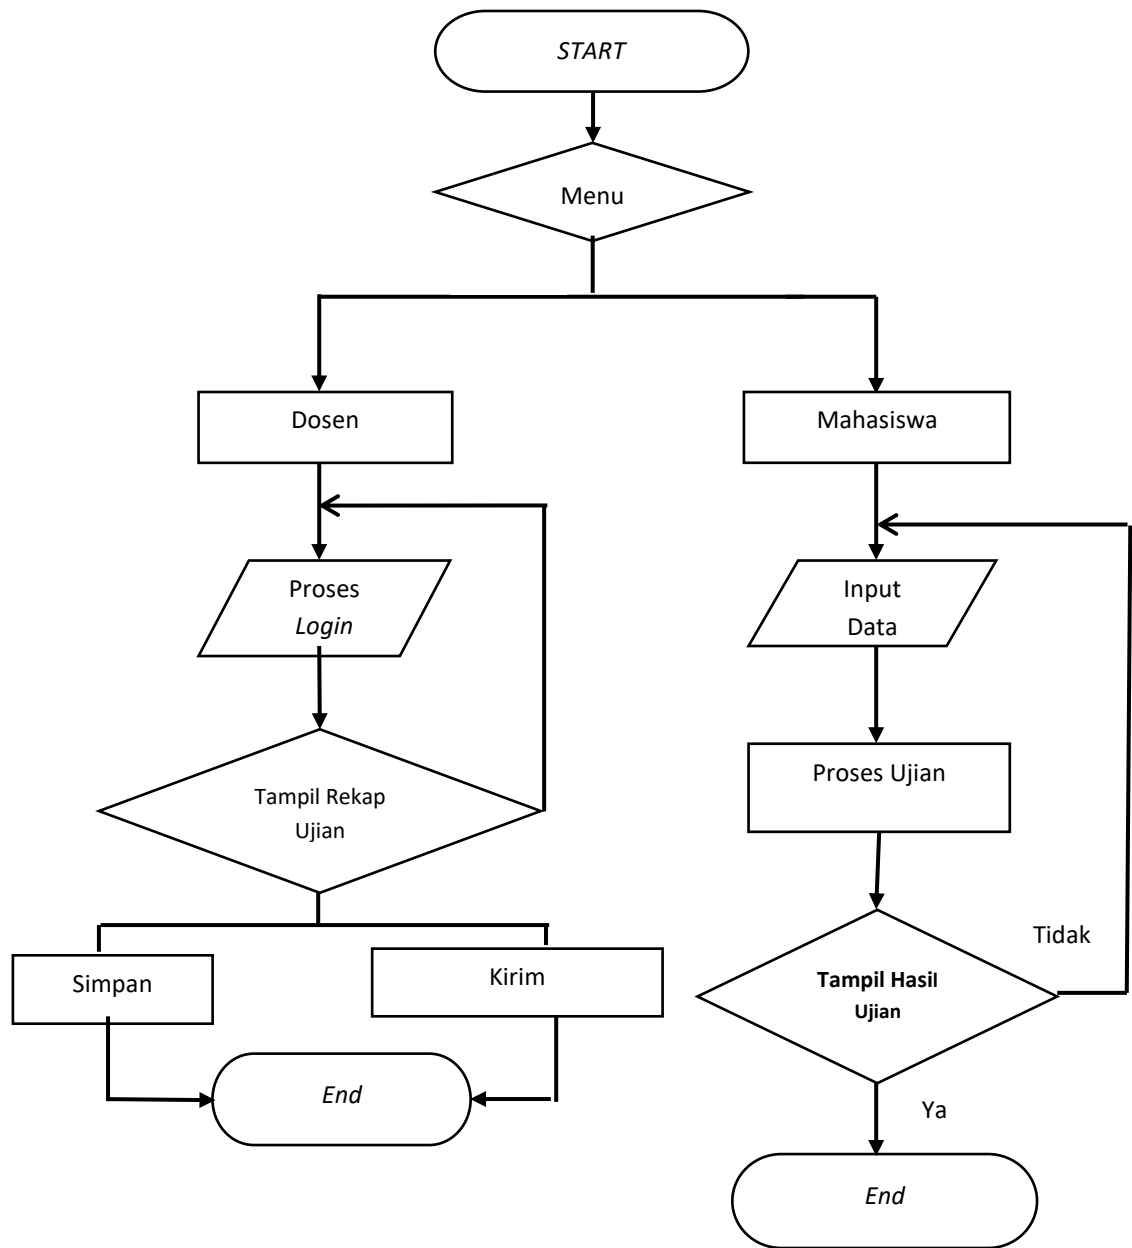 START
Menu
Dosen
Mahasiswa
Proses
Login
Input
Data
Proses Ujian
Tampil Rekap
Ujian
Tidak
Simpan
Kirim
Tampil Hasil
Ujian
End
Ya
End